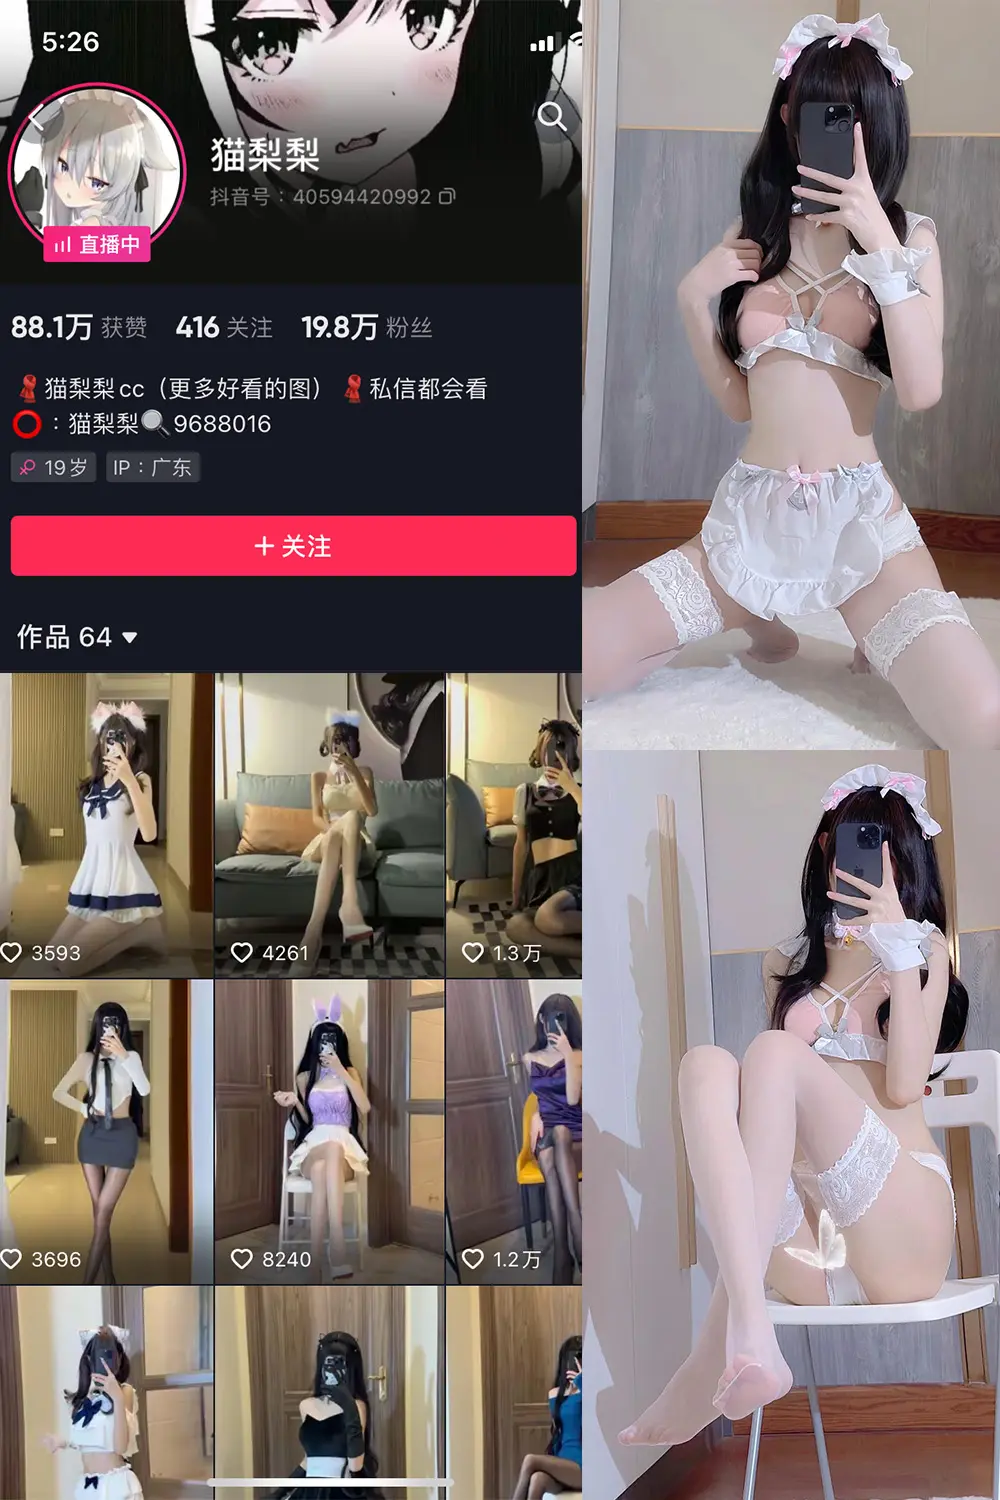 5:26
猫梨梨
抖音号：40594420992
直播中
88.1万 获赞 416 关注 19.8万 粉丝
猫梨梨cc（更多好看的图） 私信都会看
：猫梨梨 9688016
19岁 IP：广东
+ 关注
作品 64
3593 4261 1.3万
3696 8240 1.2万